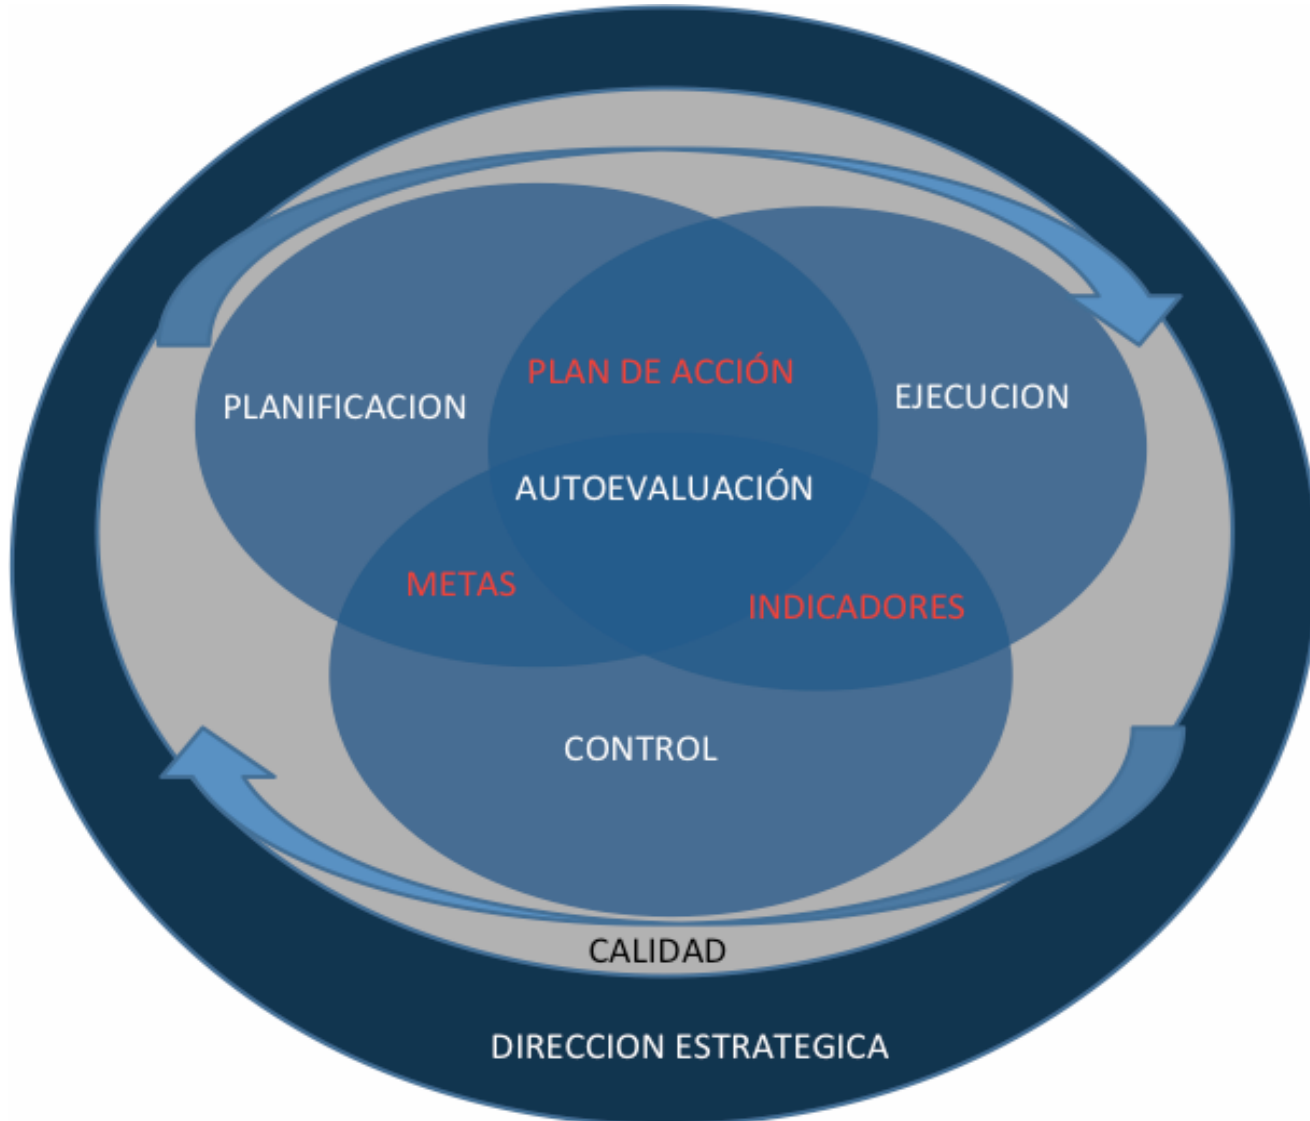 PLAN DE ACCIÓN
PLANIFICACION
EJECUCION
AUTOEVALUACIÓN
METAS
INDICADORES
CONTROL
CALIDAD
DIRECCION ESTRATEGICA